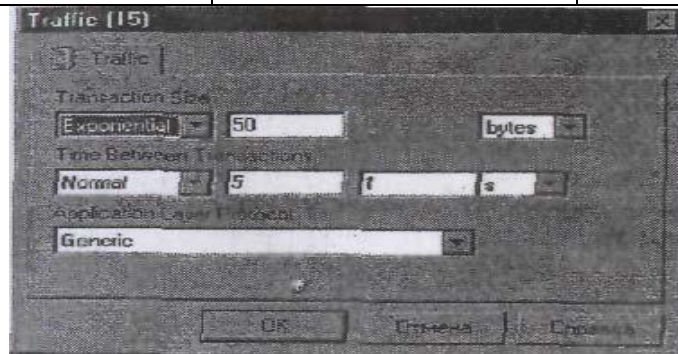 Traffic (15)
Traffic
Transaction Size
Exponential 50 bytes
Time Between Transactions
Normal 5 1 s
Application Layer Protocol
Generic
OK Отмена Справка